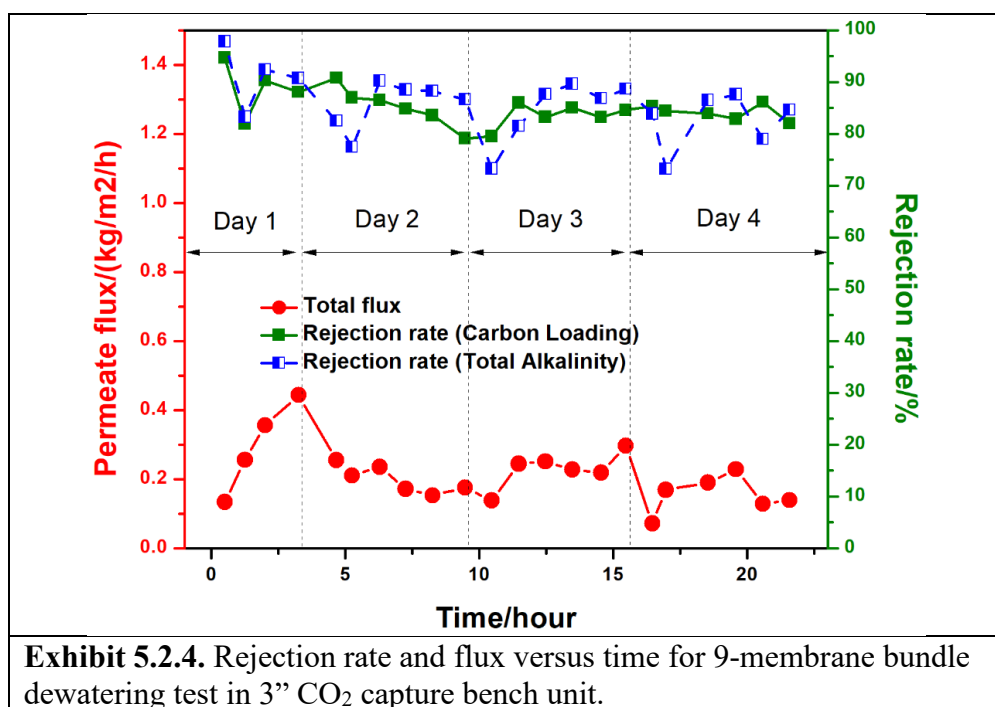 1.4
1.2
1.0
0.8
0.6
0.4
0.2
0.0
Permeate flux/(kg/m2/h)
100
90
80
70
60
50
40
30
20
10
0
Rejection rate/%
Day 1
Day 2
Day 3
Day 4
Total flux
Rejection rate (Carbon Loading)
Rejection rate (Total Alkalinity)
0
5
10
15
20
Time/hour
Exhibit 5.2.4. Rejection rate and flux versus time for 9-membrane bundle
dewatering test in 3” CO₂ capture bench unit.